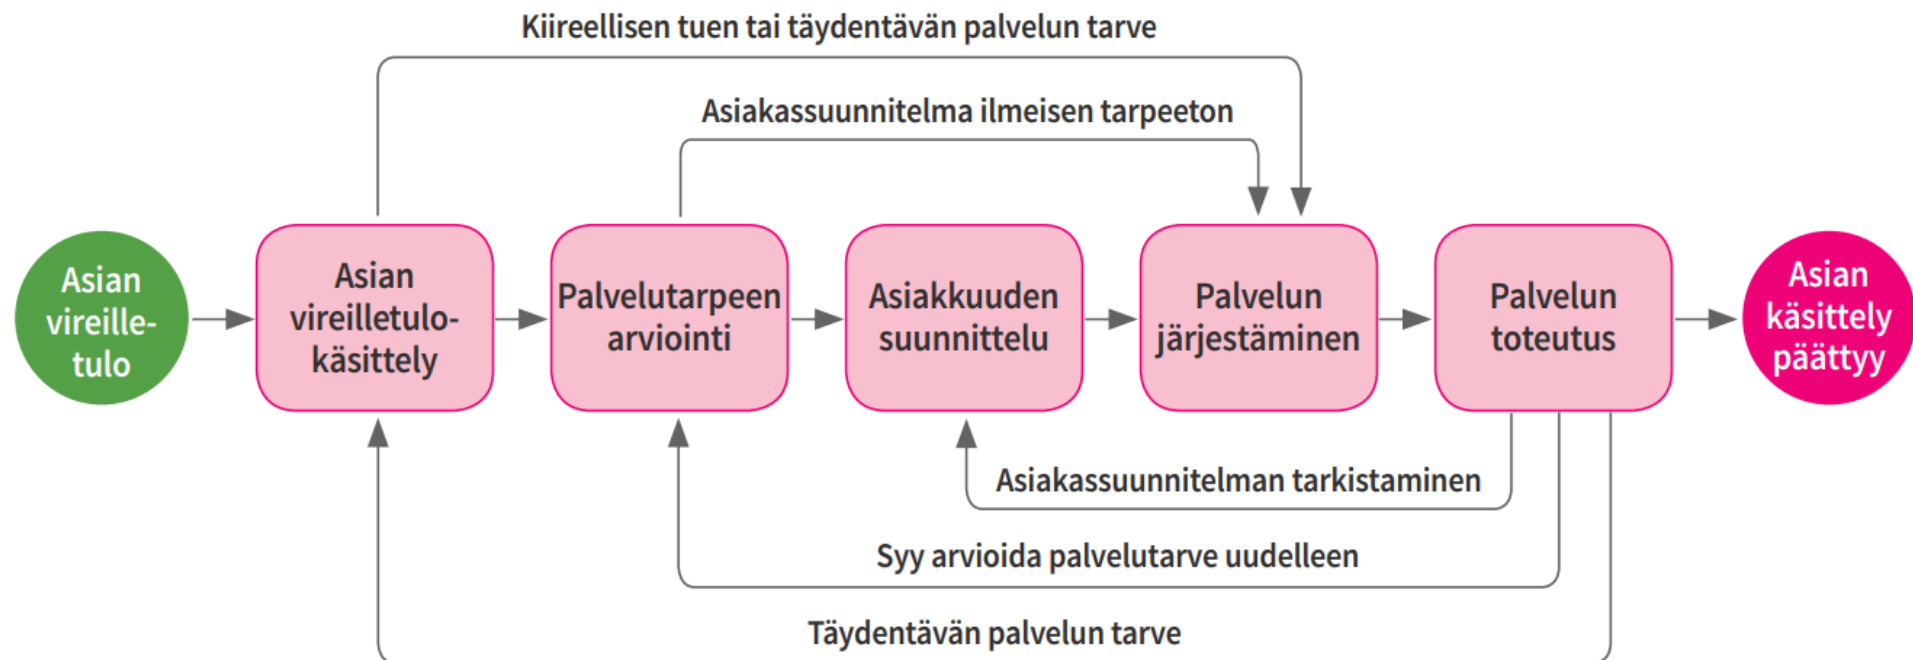 Kiireellisen tuen tai täydentävän palvelun tarve
Asiakassuunnitelma ilmeisen tarpeeton
Asian
vireille-
tulo
Asian
vireilletulo-
käsittely
Palvelutarpeen
arviointi
Asiakkuuden
suunnittelu
Palvelun
järjestäminen
Palvelun
toteutus
Asian
käsittely
päättyy
Asiakassuunnitelman tarkistaminen
Syy arvioida palvelutarve uudelleen
Täydentävän palvelun tarve